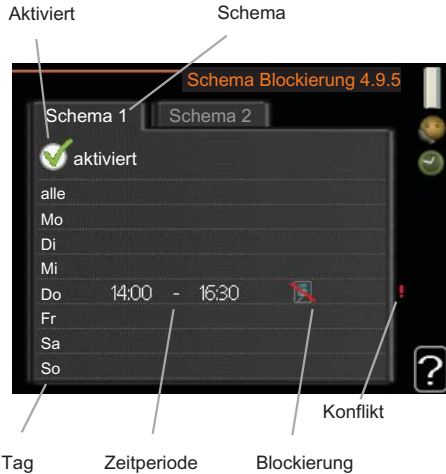 Aktiviert Schema
Schema Blockierung 4.9.5
Schema 1 Schema 2
aktiviert
alle
Mo
Di
Mi
Do 14:00 - 16:30 !
Fr
Sa
So
?
Konflikt
Tag Zeitperiode Blockierung